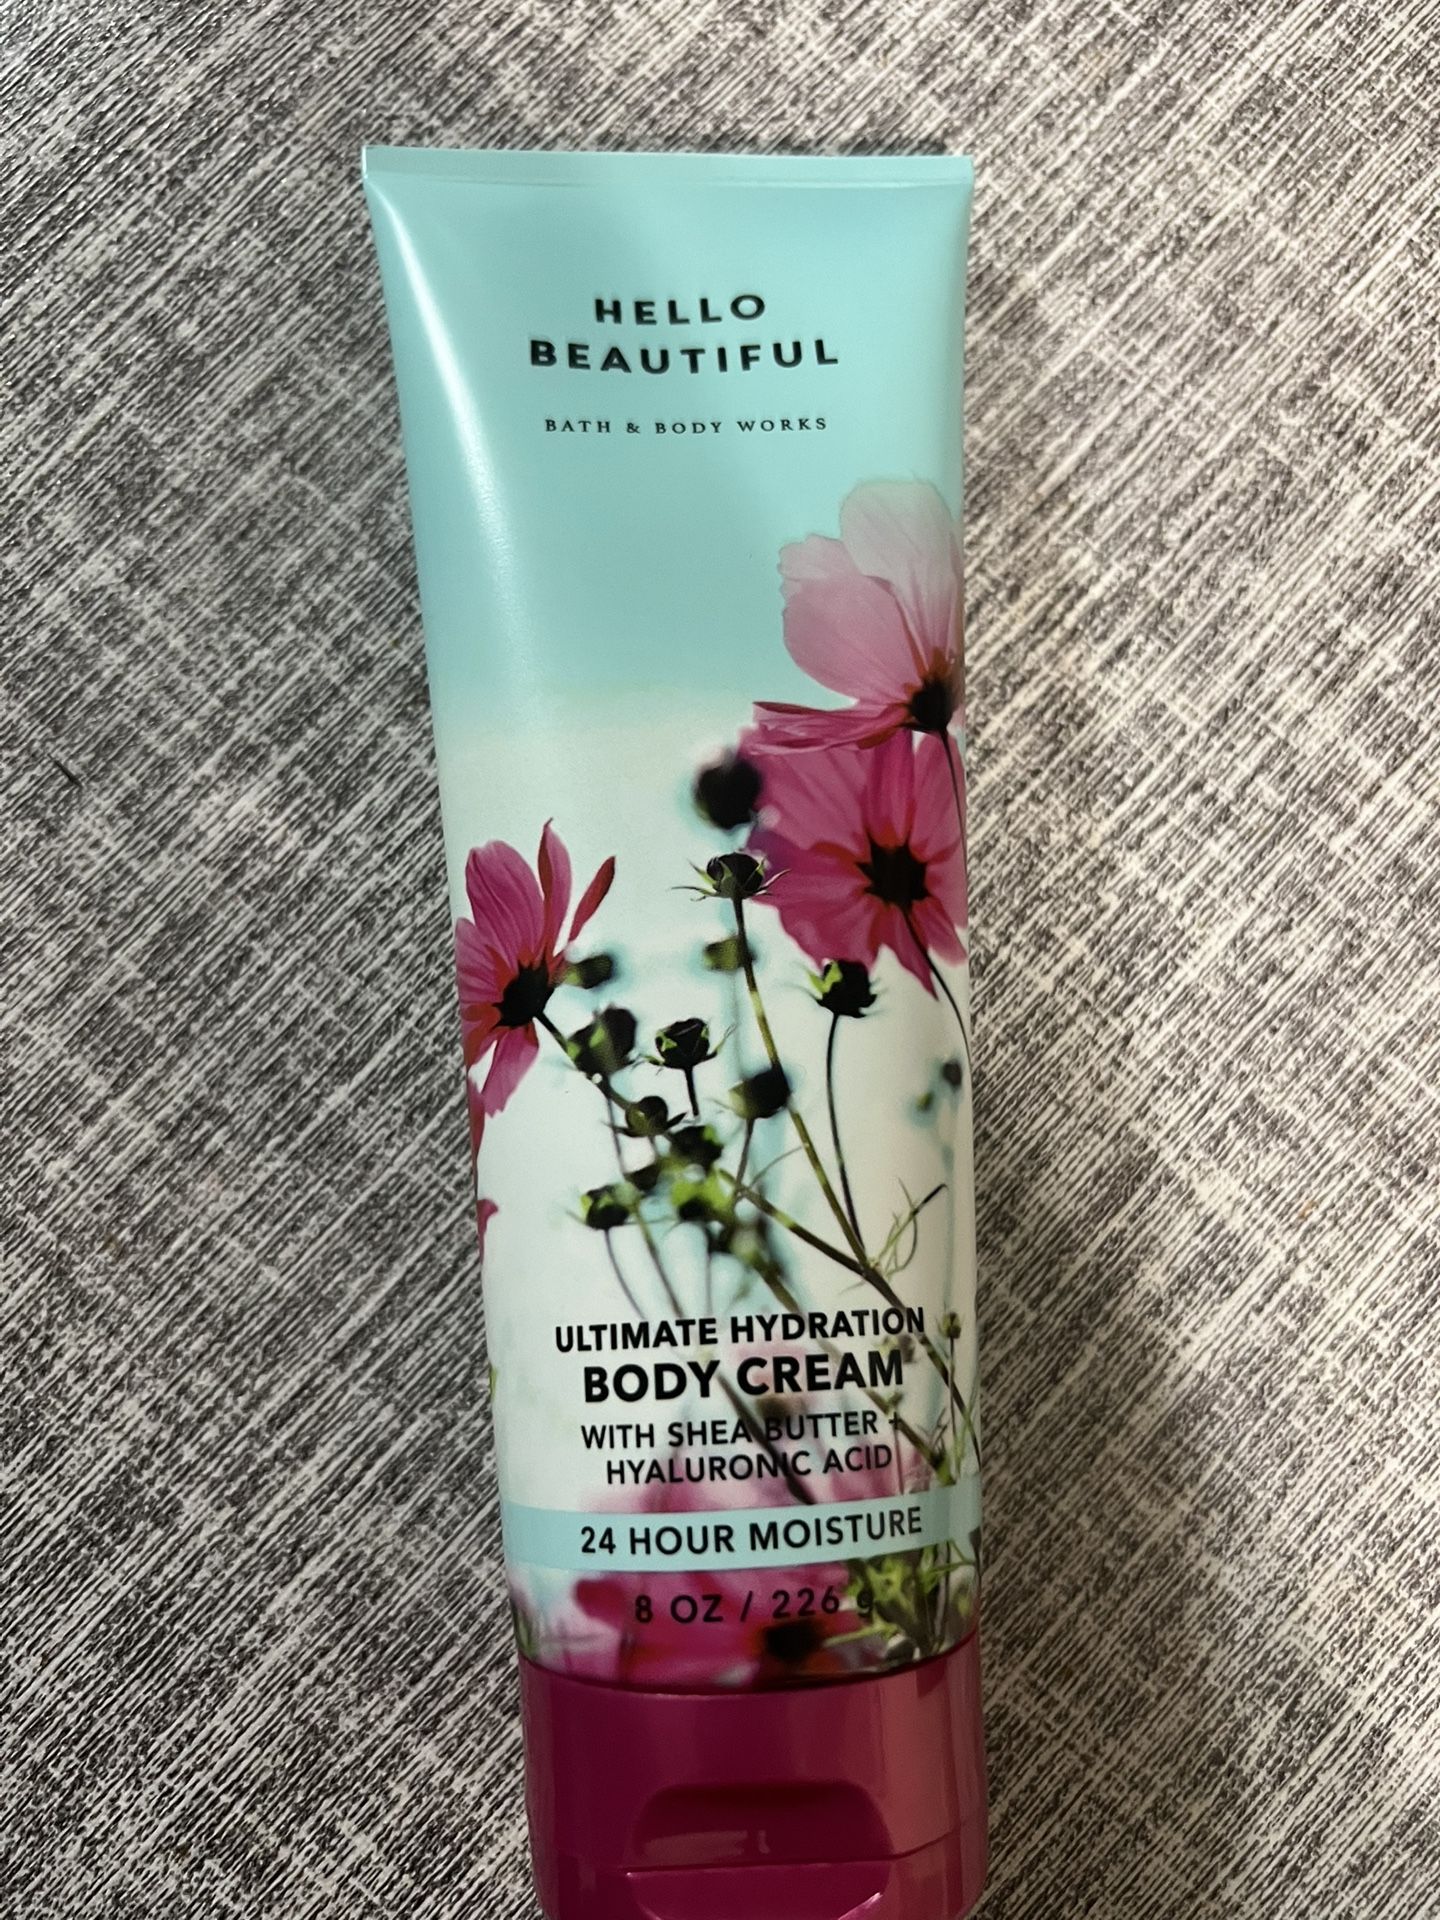 HELLO
BEAUTIFUL
BATH & BODY WORKS
ULTIMATE HYDRATION
BODY CREAM
WITH SHEA BUTTER +
HYALURONIC ACID
24 HOUR MOISTURE
8 OZ / 226 g